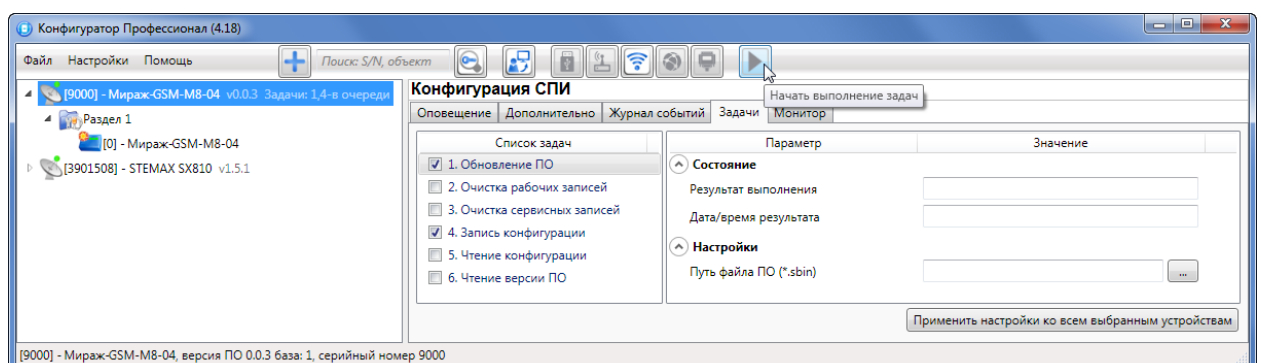 Конфигуратор Профессионал (4.18)
Файл Настройки Помощь Поиск: S/N, объект
[9000] - Мираж-GSM-M8-04 v0.0.3 Задачи: 1,4-в очереди
Раздел 1
[0] - Мираж-GSM-M8-04
[3901508] - STEMAX SX810 v1.5.1
Конфигурация СПИ
Начать выполнение задач
Оповещение Дополнительно Журнал событий Задачи Монитор
Список задач
1. Обновление ПО
2. Очистка рабочих записей
3. Очистка сервисных записей
4. Запись конфигурации
5. Чтение конфигурации
6. Чтение версии ПО
Параметр Значение
Состояние
Результат выполнения
Дата/время результата
Настройки
Путь файла ПО (*.sbin) ...
Применить настройки ко всем выбранным устройствам
[9000] - Мираж-GSM-M8-04, версия ПО 0.0.3 база: 1, серийный номер 9000